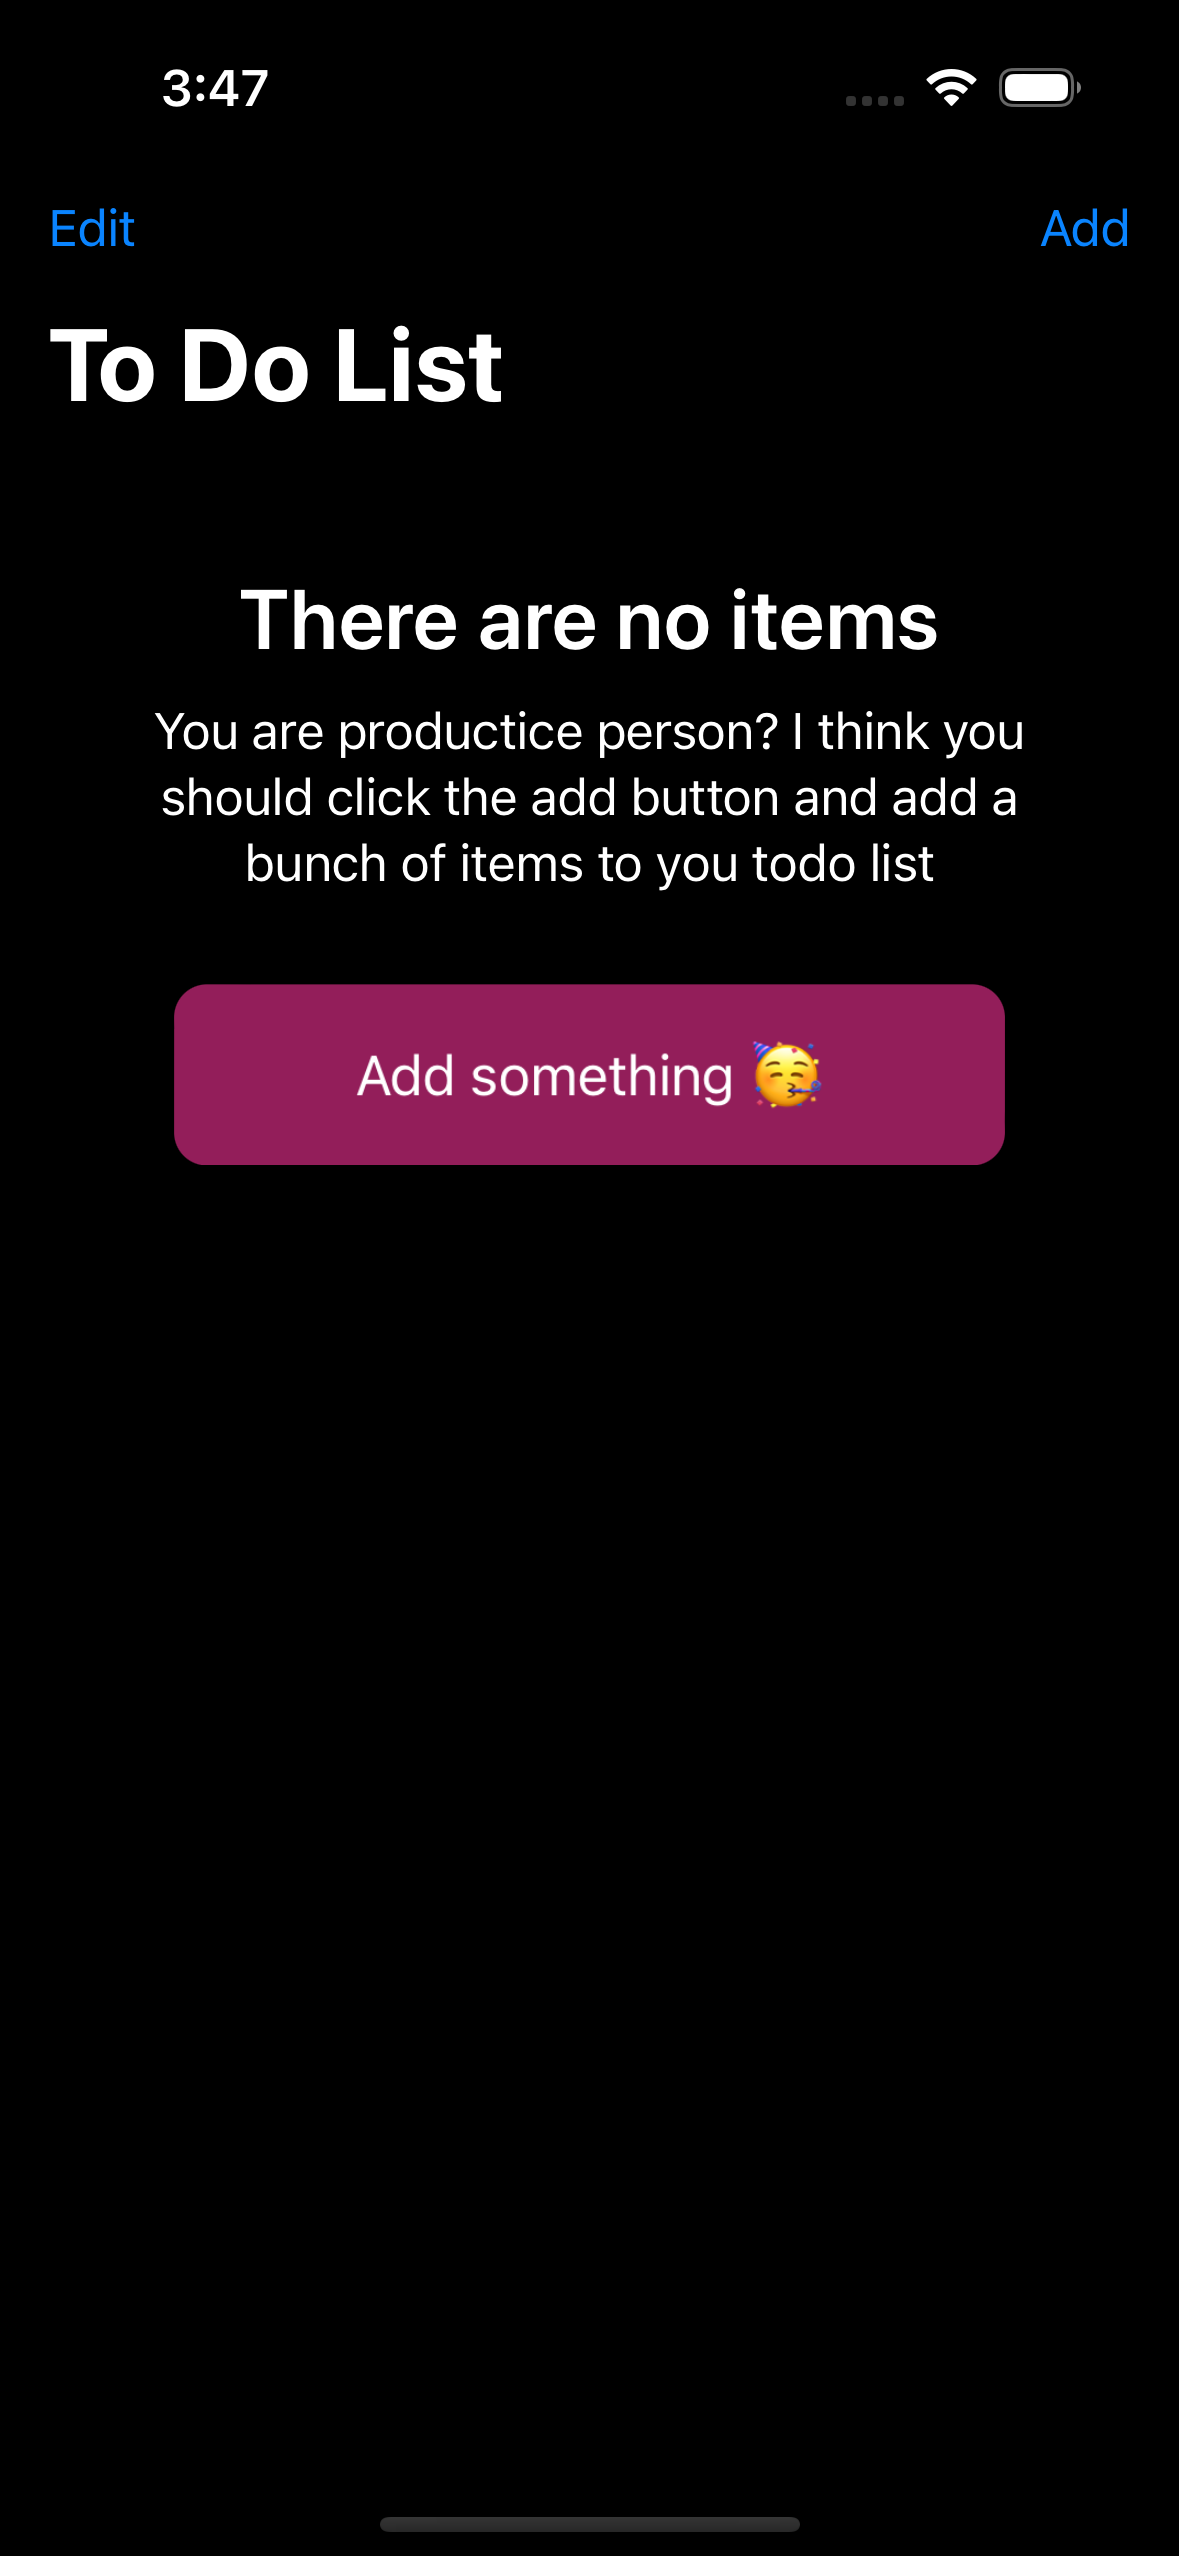 3:47
Edit
Add
To Do List
There are no items
You are productice person? I think you
should click the add button and add a
bunch of items to you todo list
Add something 🥳